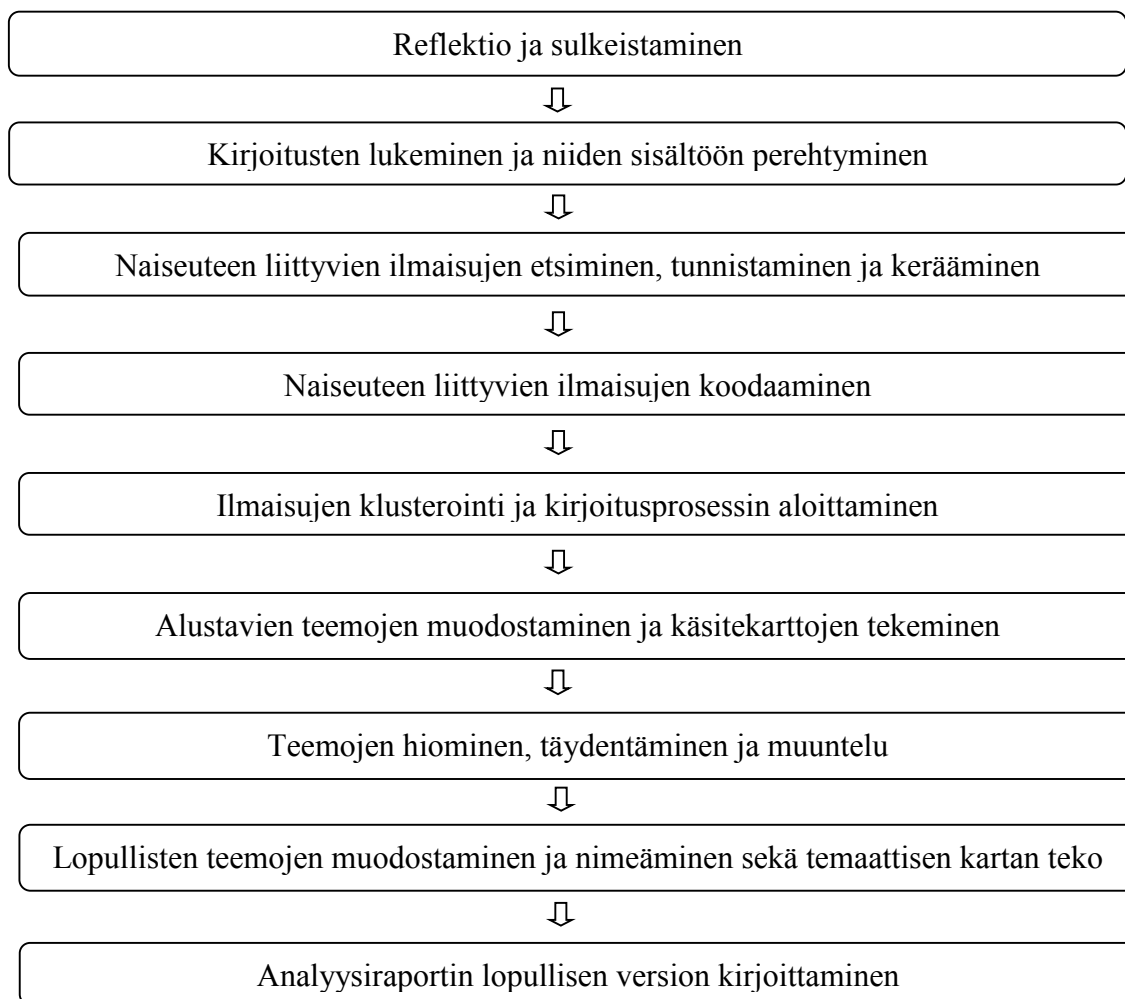 Reflektio ja sulkeistaminen
Kirjoitusten lukeminen ja niiden sisältöön perehtyminen
Naiseuteen liittyvien ilmaisujen etsiminen, tunnistaminen ja kerääminen
Naiseuteen liittyvien ilmaisujen koodaaminen
Ilmaisujen klusterointi ja kirjoitusprosessin aloittaminen
Alustavien teemojen muodostaminen ja käsitekarttojen tekeminen
Teemojen hiominen, täydentäminen ja muuntelu
Lopullisten teemojen muodostaminen ja nimeäminen sekä temaattisen kartan teko
Analyysiraportin lopullisen version kirjoittaminen